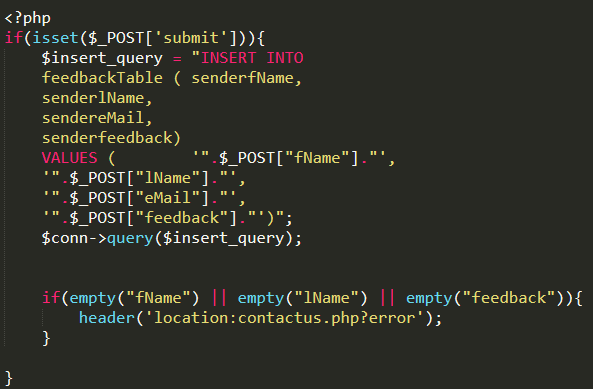 <?php
if(isset($_POST['submit'])){
    $insert_query = "INSERT INTO
    feedbackTable ( senderfName,
    senderlName,
    sendereMail,
    senderfeedback)
    VALUES (        '".$_POST["fName"]."',
    '".$_POST["lName"]."',
    '".$_POST["eMail"]."',
    '".$_POST["feedback"]."')";
    $conn->query($insert_query);
    if(empty("fName") || empty("lName") || empty("feedback")){
        header('location:contactus.php?error');
    }
}